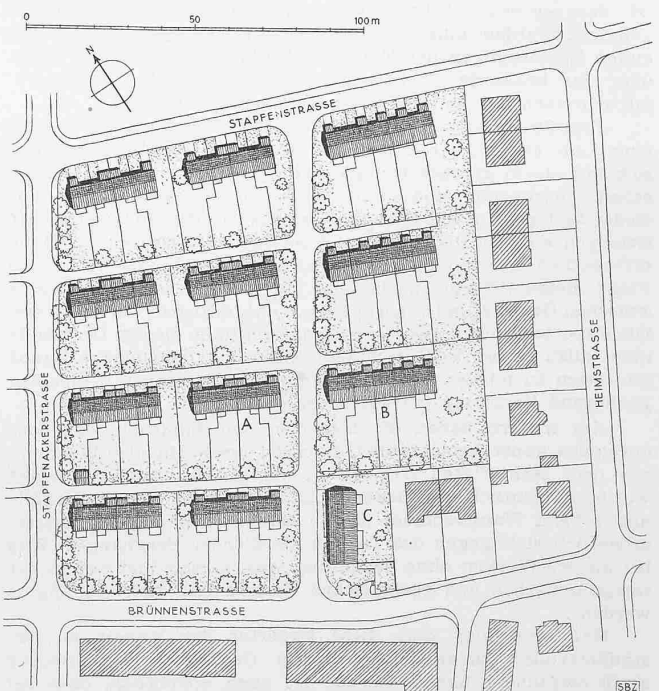 0 50 100 m
N
STAPFENSTRASSE
HEIMSTRASSE
STAPFENACKERSTRASSE
A
B
C
BRÜNNENSTRASSE
SBZ